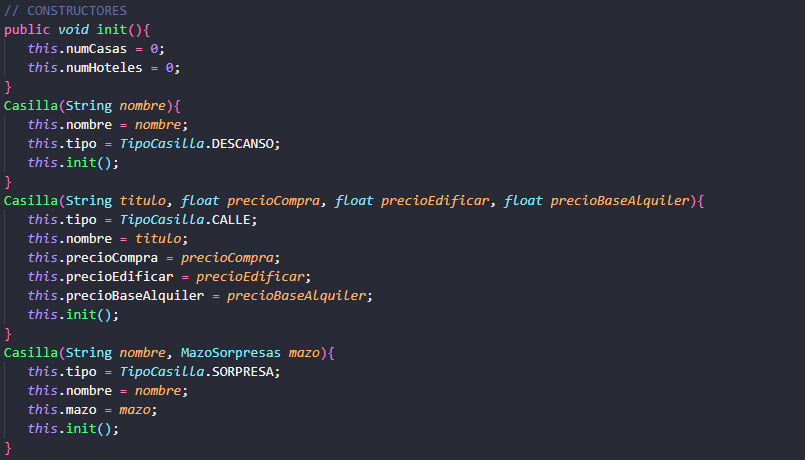 // CONSTRUCTORES
public void init(){
this.numCasas = 0;
this.numHoteles = 0;
}
Casilla(String nombre){
this.nombre = nombre;
this.tipo = TipoCasilla.DESCANSO;
this.init();
}
Casilla(String titulo, float precioCompra, float precioEdificar, float precioBaseAlquiler){
this.tipo = TipoCasilla.CALLE;
this.nombre = titulo;
this.precioCompra = precioCompra;
this.precioEdificar = precioEdificar;
this.precioBaseAlquiler = precioBaseAlquiler;
this.init();
}
Casilla(String nombre, MazoSorpresas mazo){
this.tipo = TipoCasilla.SORPRESA;
this.nombre = nombre;
this.mazo = mazo;
this.init();
}